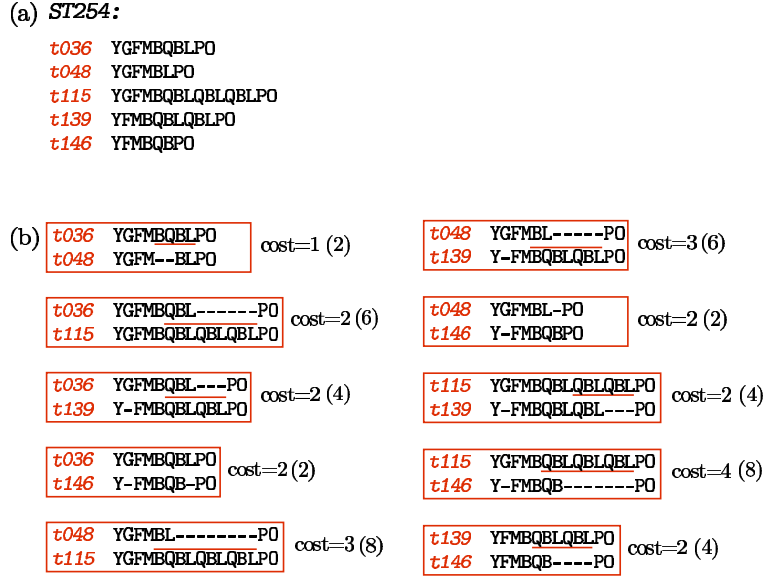 (a) ST254:
t036 YGFMBQBLPO
t048 YGFMBLPO
t115 YGFMBQBLQBLQBLPO
t139 YFMBQBLQBLPO
t146 YFMBQBPO
(b)
t036 YGFMBQBLPO
t048 YGFM--BLPO
cost=1 (2)
t048 YGFMBL-----PO
t139 Y-FMBQBLQBLPO
cost=3 (6)
t036 YGFMBQBL------PO
t115 YGFMBQBLQBLQBLPO
cost=2 (6)
t048 YGFMBL-PO
t146 Y-FMBQBPO
cost=2 (2)
t036 YGFMBQBL---PO
t139 Y-FMBQBLQBLPO
cost=2 (4)
t115 YGFMBQBLQBLQBLPO
t139 Y-FMBQBLQBL---PO
cost=2 (4)
t036 YGFMBQBLPO
t146 Y-FMBQB-PO
cost=2 (2)
t115 YGFMBQBLQBLQBLPO
t146 Y-FMBQB-------PO
cost=4 (8)
t048 YGFMBL--------PO
t115 YGFMBQBLQBLQBLPO
cost=3 (8)
t139 YFMBQBLQBLPO
t146 YFMBQB----PO
cost=2 (4)